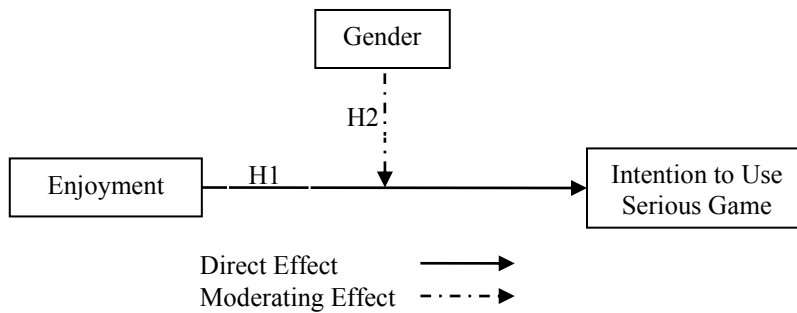 Gender
H2
Enjoyment
H1
Intention to Use
Serious Game
Direct Effect
Moderating Effect